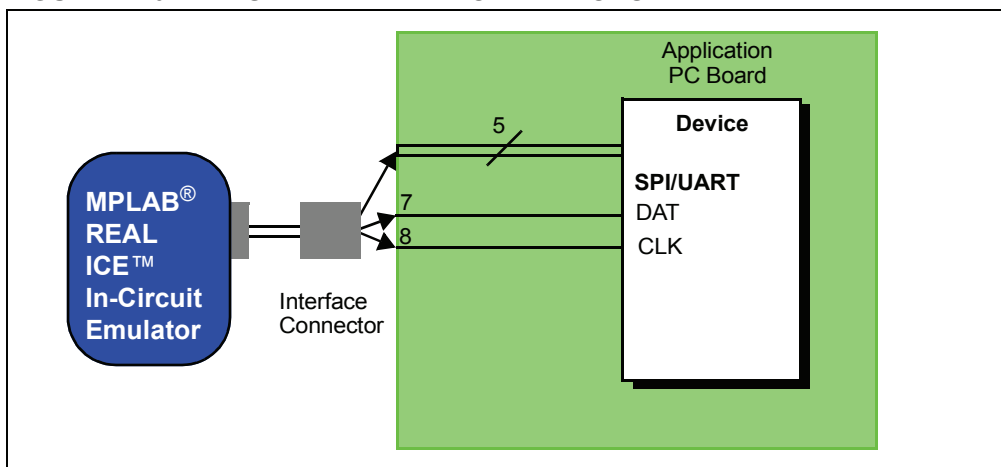 Application
PC Board
5
Device
MPLAB®
REAL
ICE™
In-Circuit
Emulator
SPI/UART
7
DAT
8
CLK
Interface
Connector